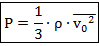 P = 1/3 · ρ · v₀²